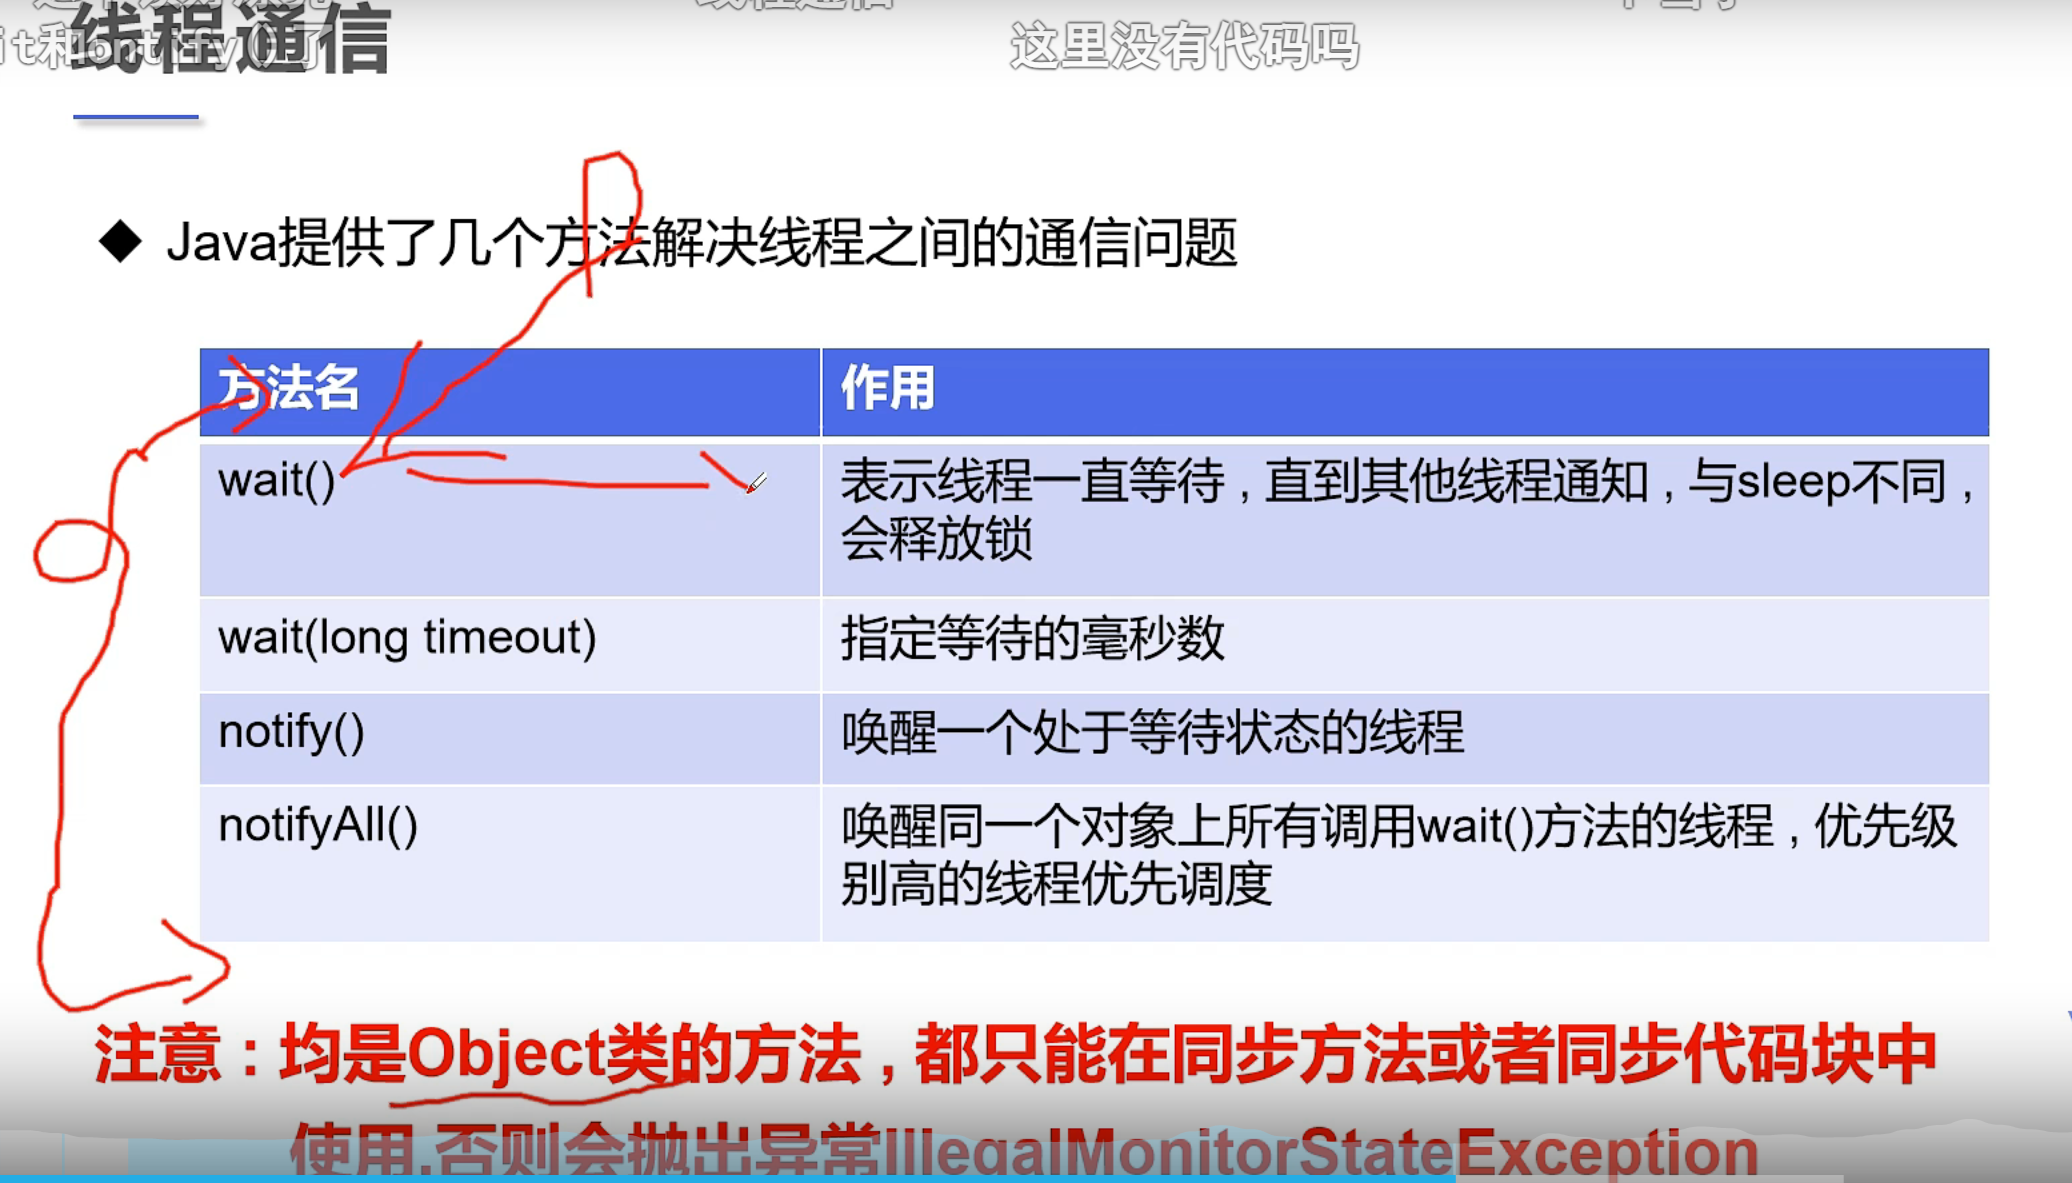 线程通信
it和ontify()了
这里没有代码吗
Java提供了几个方法解决线程之间的通信问题
方法名 作用
wait() 表示线程一直等待，直到其他线程通知，与sleep不同，
会释放锁
wait(long timeout) 指定等待的毫秒数
notify() 唤醒一个处于等待状态的线程
notifyAll() 唤醒同一个对象上所有调用wait()方法的线程，优先级
别高的线程优先调度
注意：均是Object类的方法，都只能在同步方法或者同步代码块中
使用,否则会抛出异常IllegalMonitorStateException